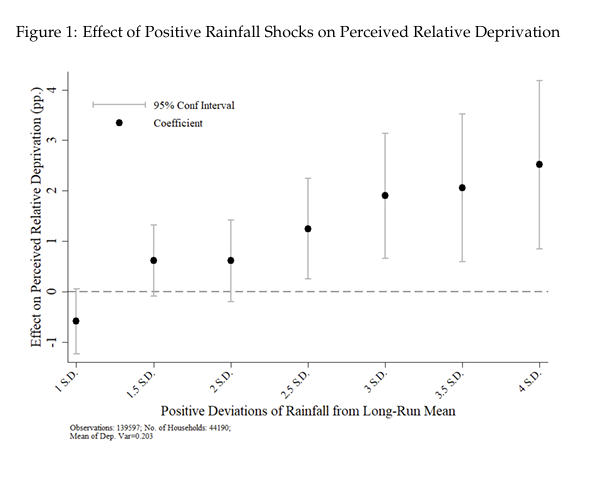 Figure 1: Effect of Positive Rainfall Shocks on Perceived Relative Deprivation
Effect on Perceived Relative Deprivation (pp.)
4
3
2
1
0
-1
95% Conf Interval
Coefficient
1 S.D.
1.5 S.D.
2 S.D.
2.5 S.D.
3 S.D.
3.5 S.D.
4 S.D.
Positive Deviations of Rainfall from Long-Run Mean
Observations: 139597; No. of Households: 44190;
Mean of Dep. Var=0.203